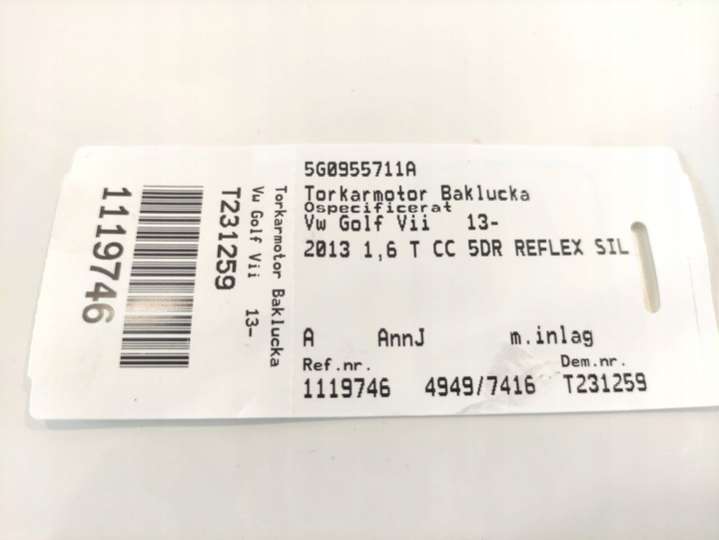 1119746
T231259
Vw Golf Vii 13-
Torkarmotor Baklucka
5G0955711A
Torkarmotor Baklucka
Ospecificerat
Vw Golf Vii 13-
2013 1,6 T CC 5DR REFLEX SIL
A AnnJ m.inlag
Ref.nr. Dem.nr.
1119746 4949/7416 T231259